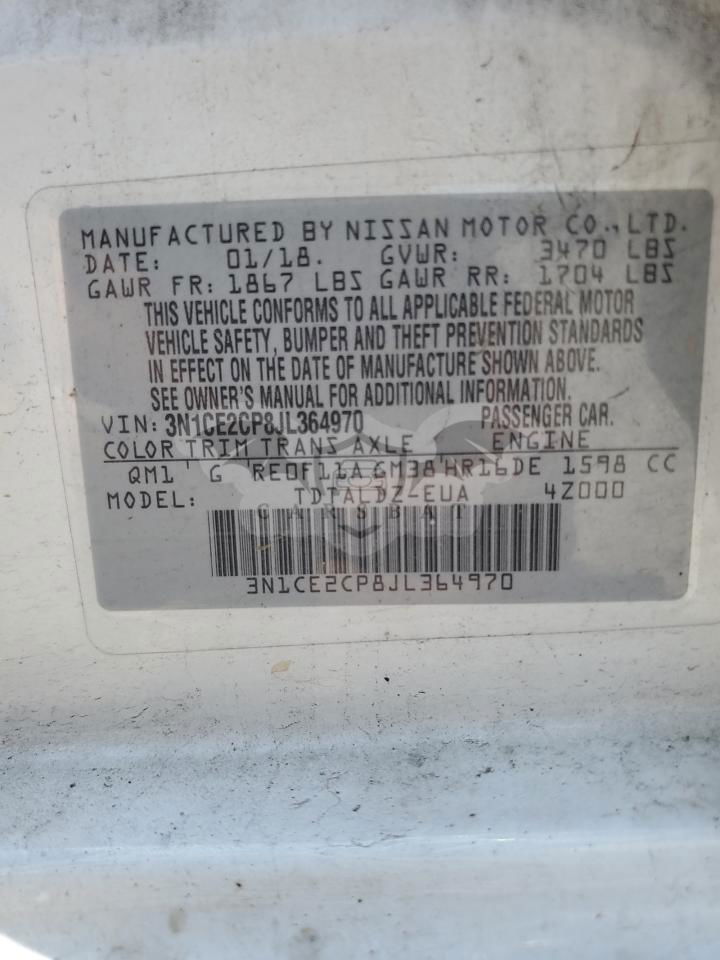 MANUFACTURED BY NISSAN MOTOR CO., LTD.
DATE: 01/18. GVWR: 3470 LBS
GAWR FR: 1867 LBS GAWR RR: 1704 LBS
THIS VEHICLE CONFORMS TO ALL APPLICABLE FEDERAL MOTOR
VEHICLE SAFETY, BUMPER AND THEFT PREVENTION STANDARDS
IN EFFECT ON THE DATE OF MANUFACTURE SHOWN ABOVE.
SEE OWNER'S MANUAL FOR ADDITIONAL INFORMATION.
VIN: 3N1CE2CP8JL364970 PASSENGER CAR.
COLOR TRIM TRANS AXLE ENGINE
QM1 G RE0F11A GM38 HR16DE 1598 CC
MODEL: TDTALDZ-EUA 4Z000
CARSBAT
3N1CE2CP8JL364970